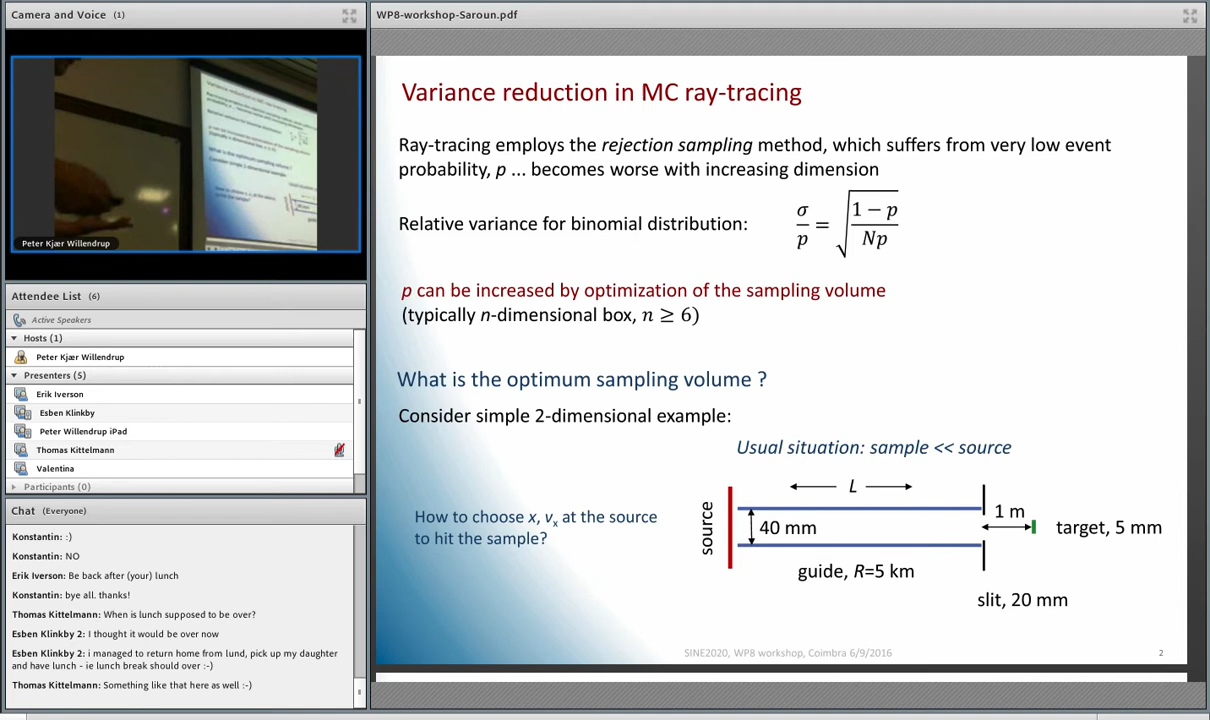 Camera and Voice (1)
Peter Kjær Willendrup
Attendee List (6)
Active Speakers
Hosts (1)
Peter Kjær Willendrup
Presenters (5)
Erik Iverson
Esben Klinkby
Peter Willendrup iPad
Thomas Kittelmann
Valentina
Participants (0)
Chat (Everyone)
Konstantin: :)
Konstantin: NO
Erik Iverson: Be back after (your) lunch
Konstantin: bye all. thanks!
Thomas Kittelmann: When is lunch supposed to be over?
Esben Klinkby 2: I thought it would be over now
Esben Klinkby 2: i managed to return home from lund, pick up my daughter
and have lunch - ie lunch break should over :-)
Thomas Kittelmann: Something like that here as well :-)
WP8-workshop-Saroun.pdf
Variance reduction in MC ray-tracing
Ray-tracing employs the rejection sampling method, which suffers from very low event
probability, p ... becomes worse with increasing dimension
Relative variance for binomial distribution: σ/p = √((1 − p)/(Np))
p can be increased by optimization of the sampling volume
(typically n-dimensional box, n ≥ 6)
What is the optimum sampling volume ?
Consider simple 2-dimensional example:
Usual situation: sample << source
How to choose x, vₓ at the source
to hit the sample?
source
L
40 mm
1 m
target, 5 mm
guide, R=5 km
slit, 20 mm
SINE2020, WP8 workshop, Coimbra 6/9/2016
2